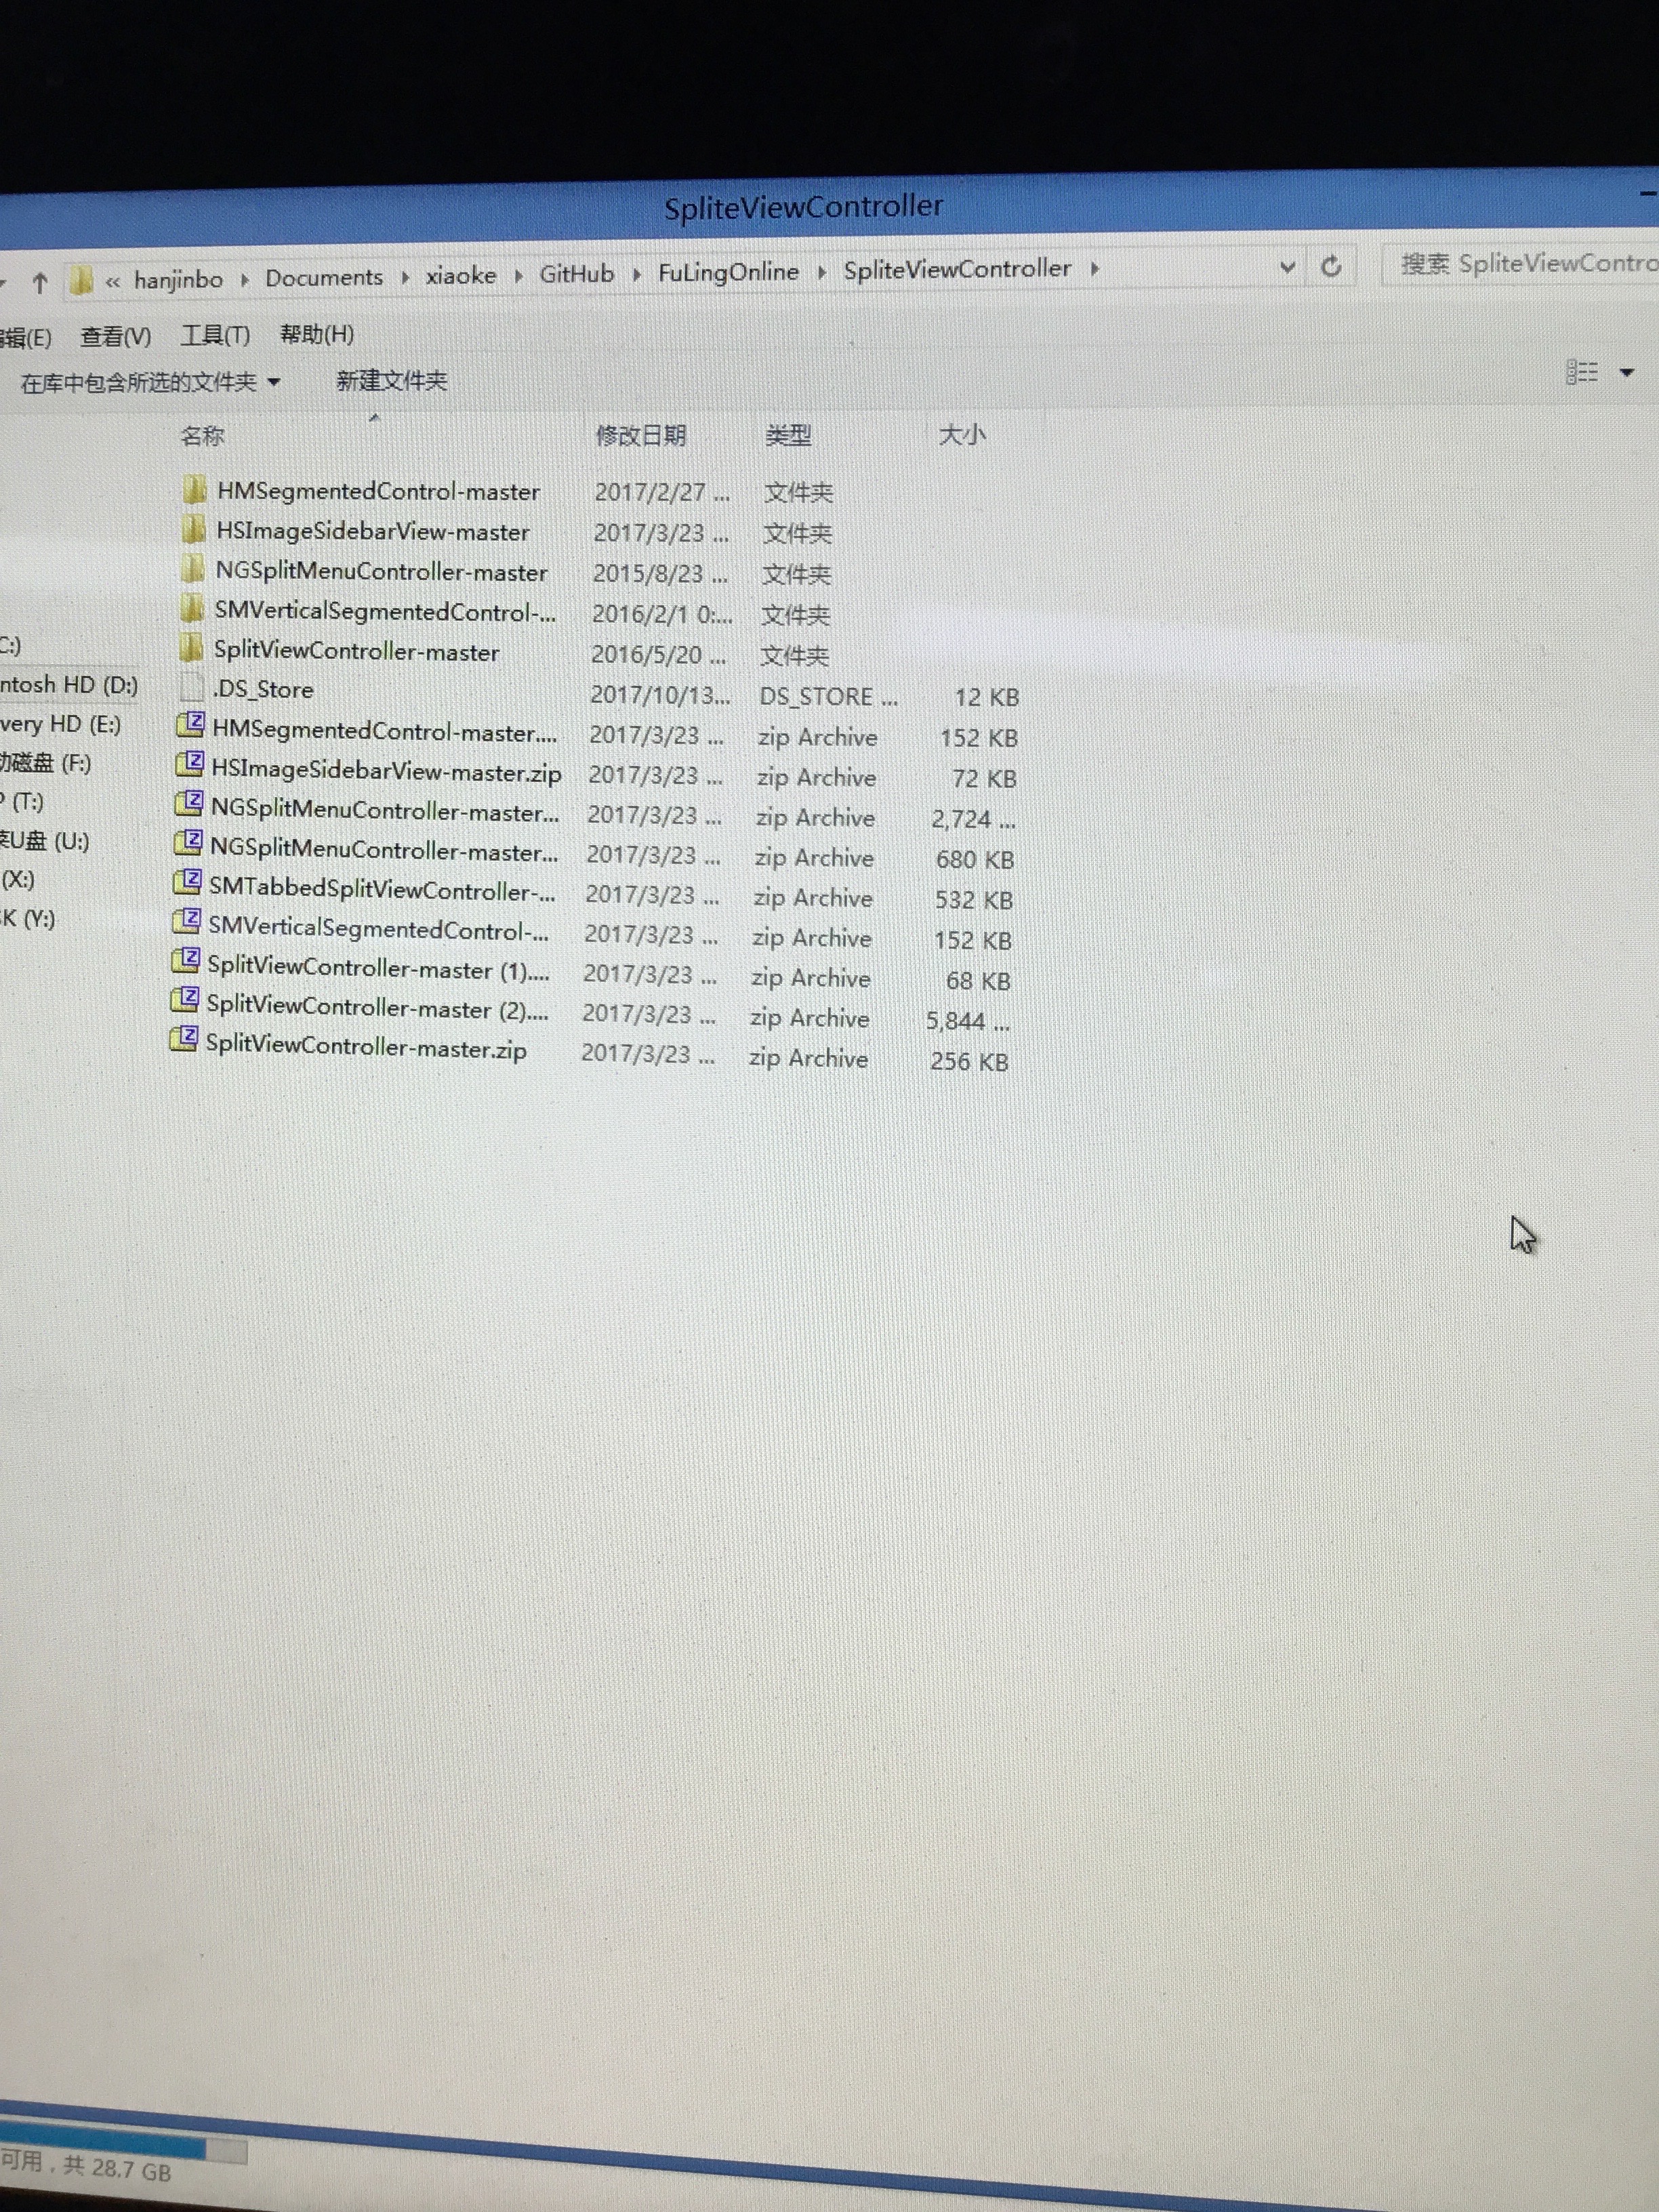 SpliteViewController
« hanjinbo Documents xiaoke GitHub FuLingOnline SpliteViewController 搜索 SpliteViewContro
编辑(E) 查看(V) 工具(T) 帮助(H)
在库中包含所选的文件夹 新建文件夹
名称 修改日期 类型 大小
HMSegmentedControl-master 2017/2/27 ... 文件夹
HSImageSidebarView-master 2017/3/23 ... 文件夹
NGSplitMenuController-master 2015/8/23 ... 文件夹
SMVerticalSegmentedControl-... 2016/2/1 0:... 文件夹
C:)
SplitViewController-master 2016/5/20 ... 文件夹
ntosh HD (D:)
.DS_Store 2017/10/13... DS_STORE ... 12 KB
very HD (E:)
HMSegmentedControl-master.... 2017/3/23 ... zip Archive 152 KB
动磁盘 (F:)
HSImageSidebarView-master.zip 2017/3/23 ... zip Archive 72 KB
(T:)
NGSplitMenuController-master... 2017/3/23 ... zip Archive 2,724 ...
菜U盘 (U:)
NGSplitMenuController-master... 2017/3/23 ... zip Archive 680 KB
(X:)
SMTabbedSplitViewController-... 2017/3/23 ... zip Archive 532 KB
K (Y:)
SMVerticalSegmentedControl-... 2017/3/23 ... zip Archive 152 KB
SplitViewController-master (1).... 2017/3/23 ... zip Archive 68 KB
SplitViewController-master (2).... 2017/3/23 ... zip Archive 5,844 ...
SplitViewController-master.zip 2017/3/23 ... zip Archive 256 KB
可用，共 28.7 GB